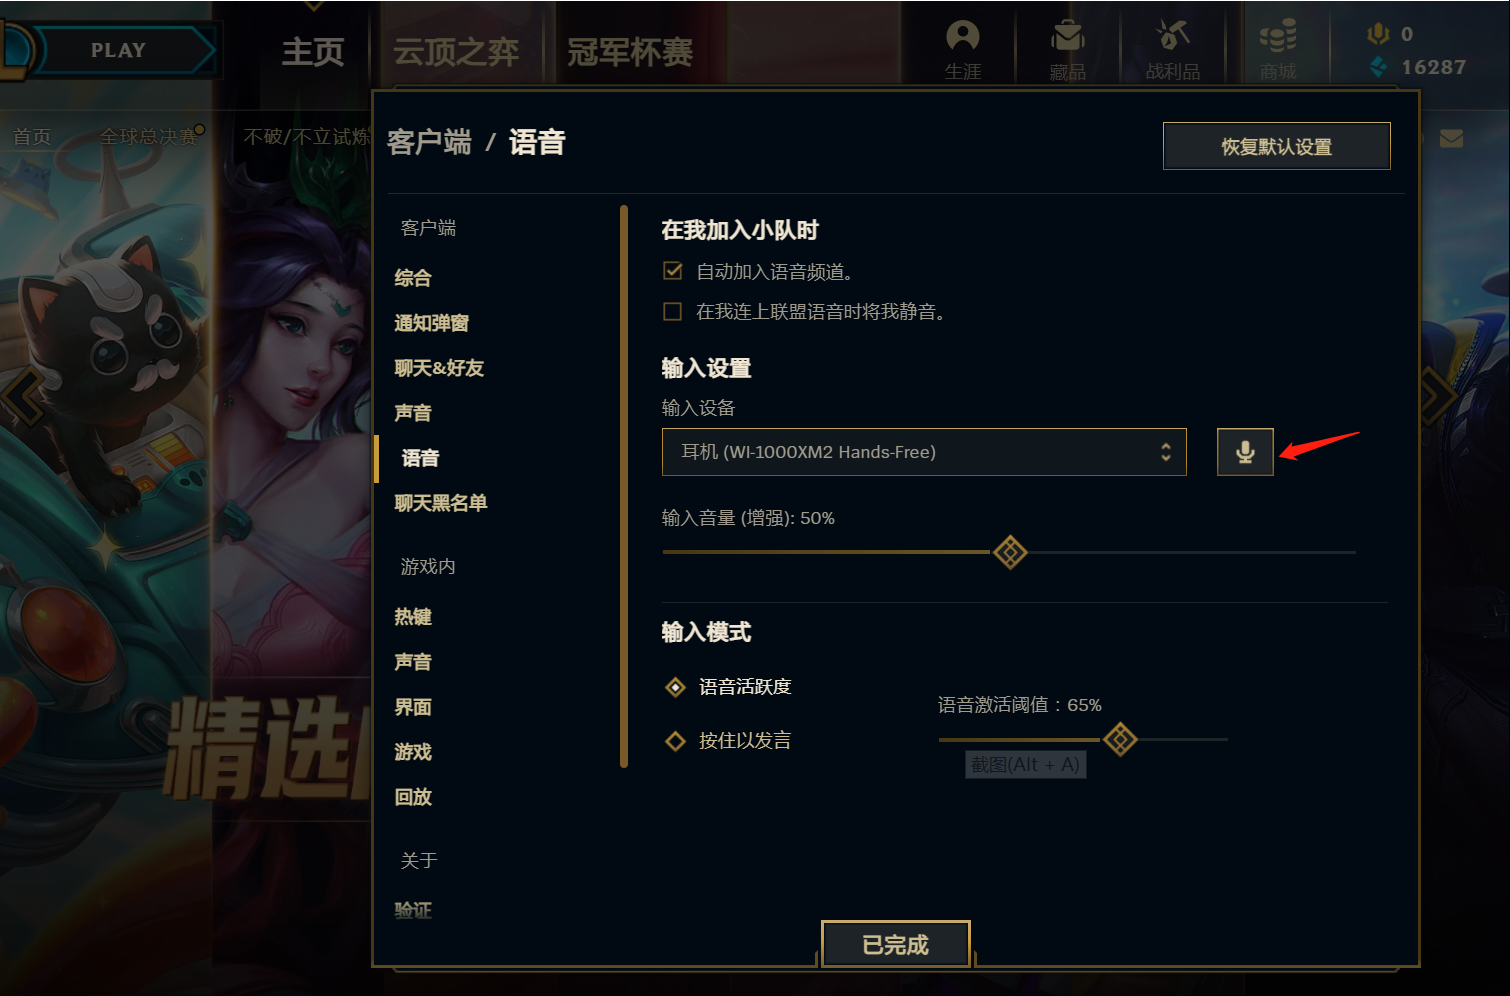 PLAY
主页
云顶之弈
冠军杯赛
生涯
藏品
战利品
商城
0
16287
首页
全球总决赛
不破/不立试炼
客户端 / 语音
恢复默认设置
客户端
综合
通知弹窗
聊天&好友
声音
语音
聊天黑名单
游戏内
热键
声音
界面
游戏
回放
关于
验证
在我加入小队时
自动加入语音频道。
在我连上联盟语音时将我静音。
输入设置
输入设备
耳机 (WI-1000XM2 Hands-Free)
输入音量 (增强): 50%
输入模式
语音活跃度
按住以发言
语音激活阈值：65%
截图(Alt + A)
精选
已完成